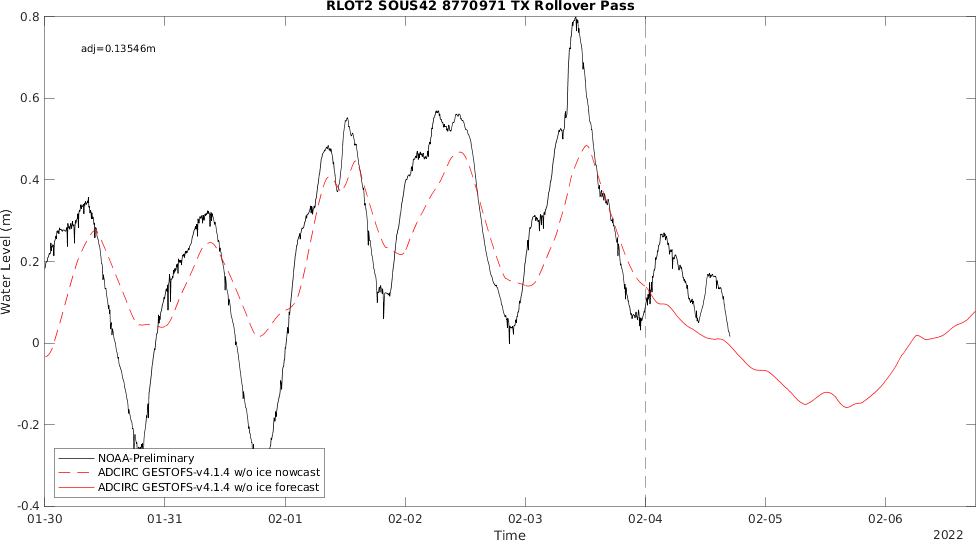 RLOT2 SOUS42 8770971 TX Rollover Pass
adj=0.13546m
0.8
0.6
0.4
0.2
0
-0.2
-0.4
Water Level (m)
NOAA-Preliminary
ADCIRC GESTOFS-v4.1.4 w/o ice nowcast
ADCIRC GESTOFS-v4.1.4 w/o ice forecast
01-30 01-31 02-01 02-02 02-03 02-04 02-05 02-06
Time
2022